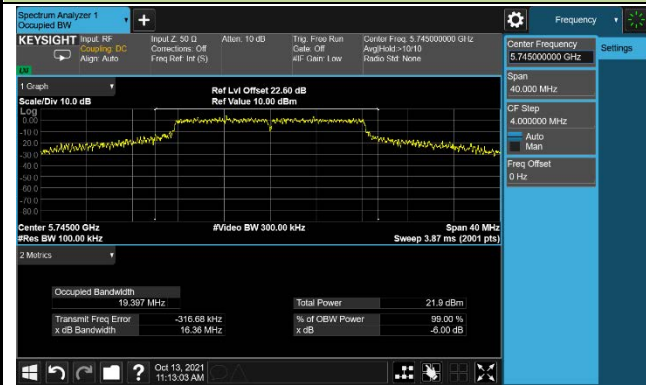 Spectrum Analyzer 1
Occupied BW
Frequency
KEYSIGHT
Input: RF
Coupling: DC
Align: Auto
Input Z: 50 Ω
Corrections: Off
Freq Ref: Int (S)
Atten: 10 dB
Trig: Free Run
Gate: Off
#IF Gain: Low
Center Freq: 5.745000000 GHz
Avg|Hold:>10/10
Radio Std: None
Center Frequency
5.745000000 GHz
Settings
Span
40.000 MHz
CF Step
4.000000 MHz
Auto
Man
Freq Offset
0 Hz
1 Graph
Scale/Div 10.0 dB
Ref Lvl Offset 22.60 dB
Ref Value 10.00 dBm
Log
0.00
-10.0
-20.0
-30.0
-40.0
-50.0
-60.0
-70.0
-80.0
Center 5.74500 GHz
#Res BW 100.00 kHz
#Video BW 300.00 kHz
Span 40 MHz
Sweep 3.87 ms (2001 pts)
2 Metrics
Occupied Bandwidth
19.397 MHz
Total Power
21.9 dBm
Transmit Freq Error
-316.68 kHz
% of OBW Power
99.00 %
x dB Bandwidth
16.36 MHz
x dB
-6.00 dB
Oct 13, 2021
11:13:03 AM